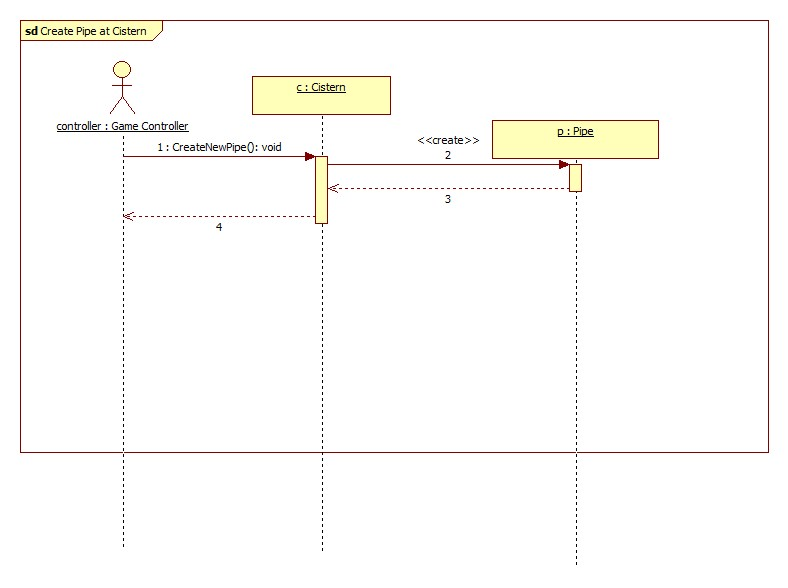 sd Create Pipe at Cistern
c : Cistern
controller : Game Controller
p : Pipe
1 : CreateNewPipe(): void
<<create>>
2
3
4